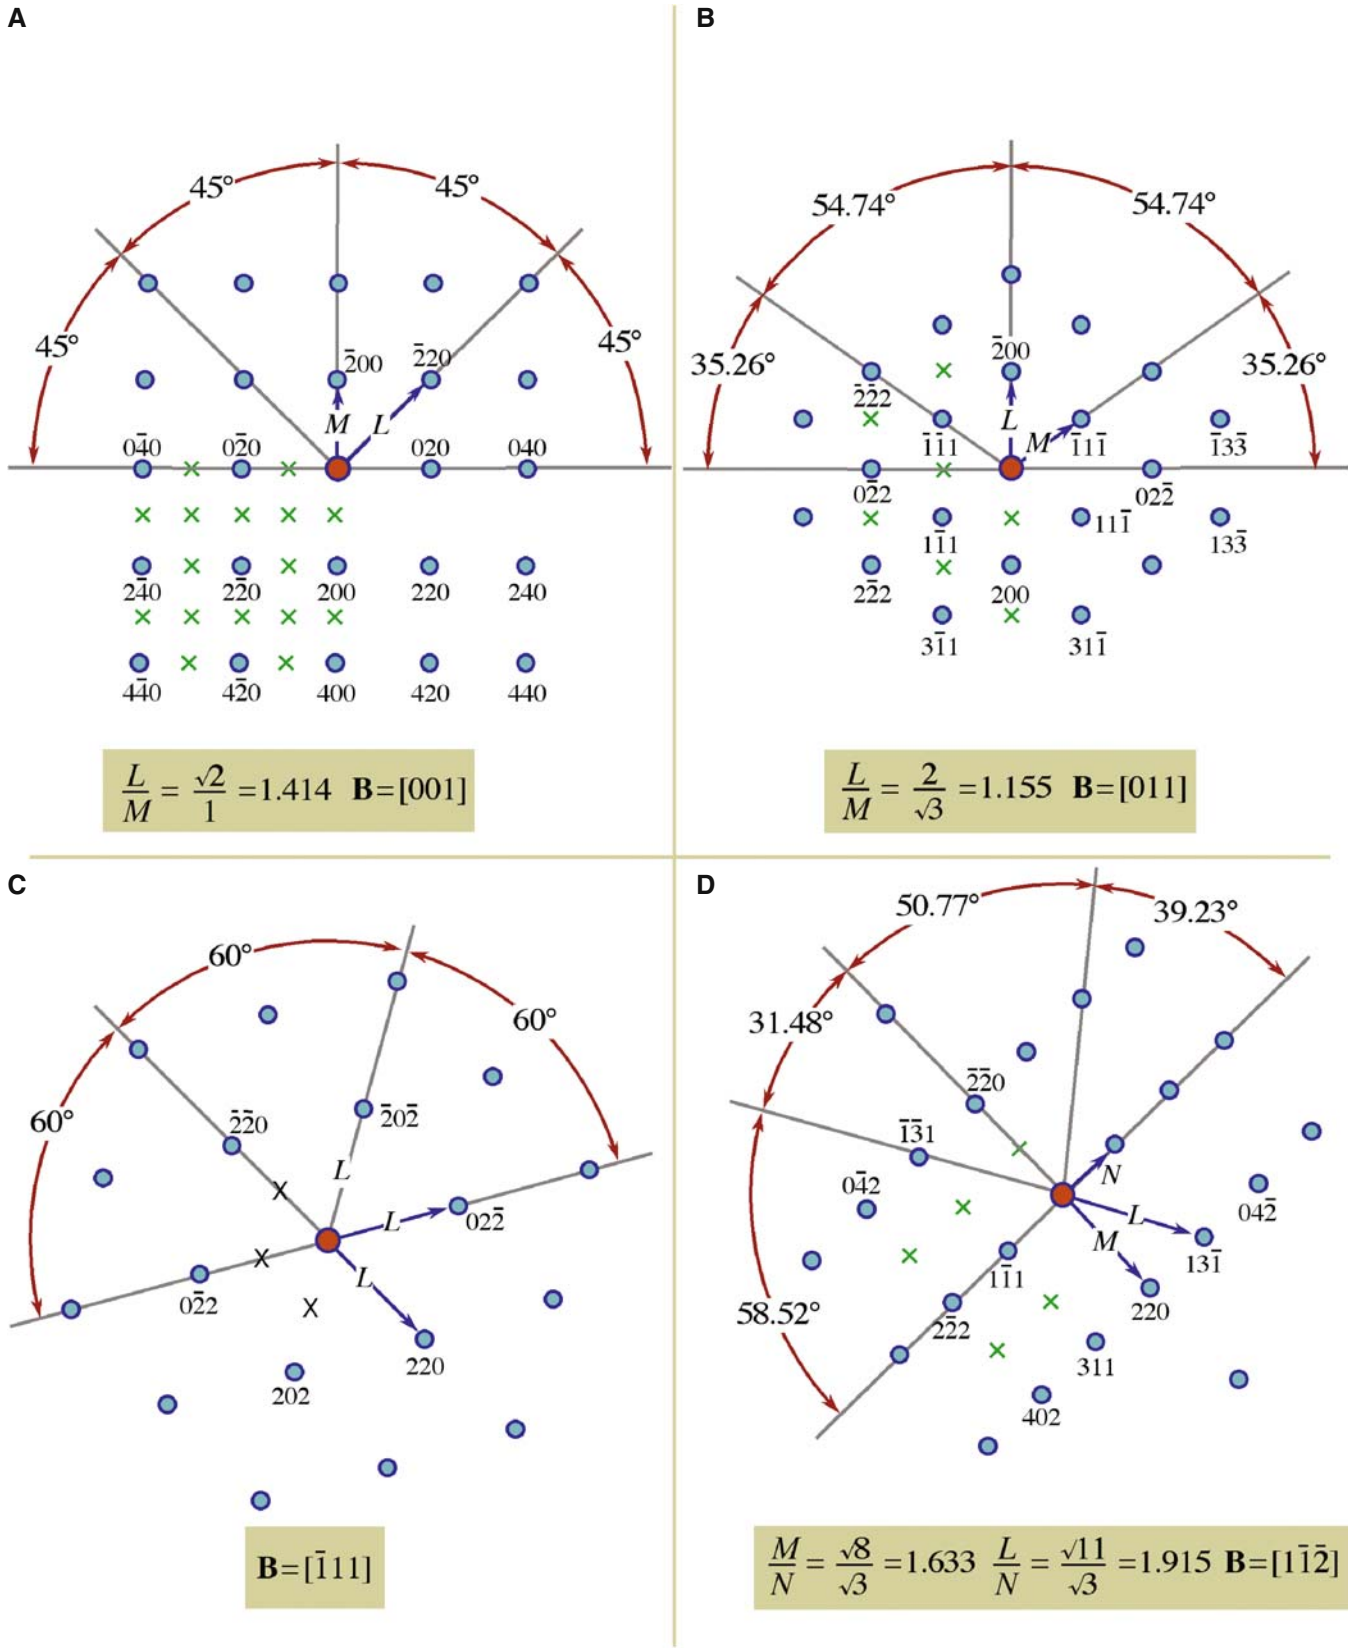 A
45°
45°
45°
45°
2̄00
2̄20
M
L
04̄0
02̄0
020
040
24̄0
22̄0
200
220
240
44̄0
42̄0
400
420
440
L/M = √2/1 = 1.414 B=[001]
B
54.74°
54.74°
35.26°
35.26°
2̄00
2̄2̄2
L
M
1̄1̄1
1̄11̄
1̄33̄
02̄2
022̄
11̄1
111̄
133̄
22̄2
200
31̄1
311̄
L/M = 2/√3 = 1.155 B=[011]
C
60°
60°
60°
2̄2̄0
2̄02̄
X
L
L
022̄
X
02̄2
L
X
220
202
B=[1̄11]
D
50.77°
39.23°
31.48°
2̄2̄0
1̄3̄1
N
04̄2
L
042̄
M
11̄1
131̄
220
22̄2
58.52°
311
402
M/N = √8/√3 = 1.633 L/N = √11/√3 = 1.915 B=[11̄2̄]